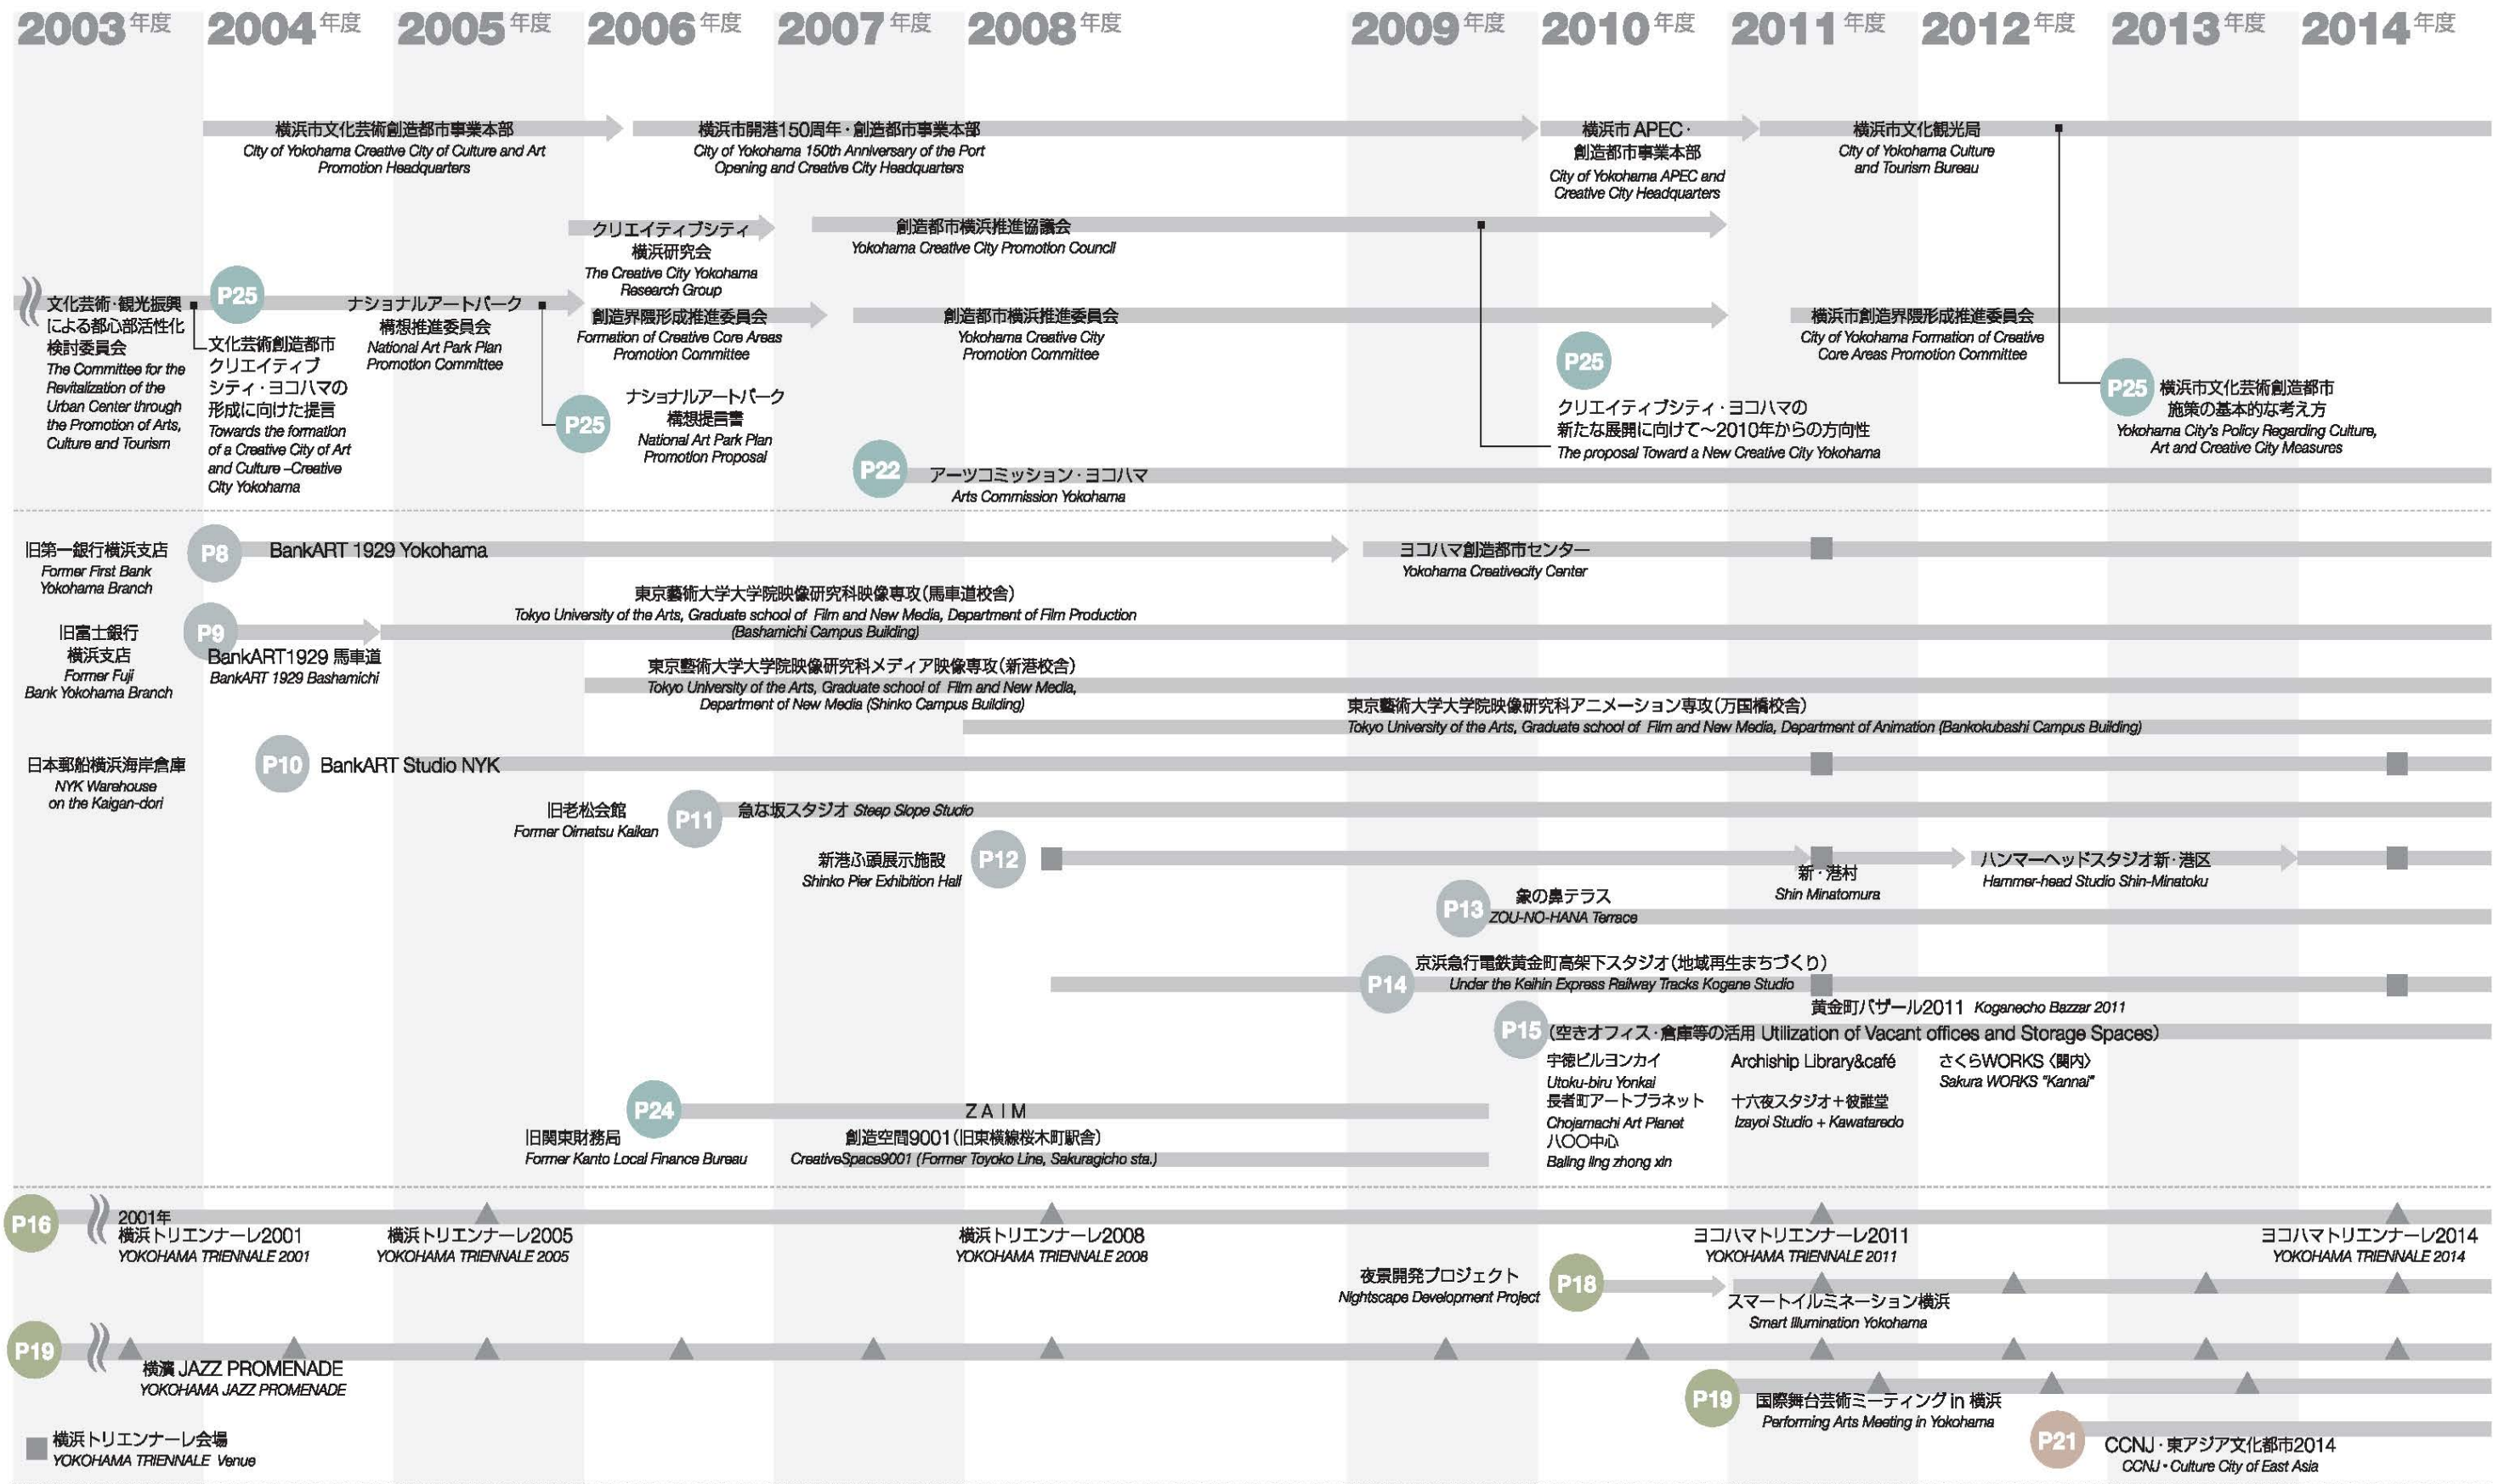 2003年度 2004年度 2005年度 2006年度 2007年度 2008年度 2009年度 2010年度 2011年度 2012年度 2013年度 2014年度
横浜市文化芸術創造都市事業本部
City of Yokohama Creative City of Culture and Art
Promotion Headquarters
横浜市開港150周年・創造都市事業本部
City of Yokohama 150th Anniversary of the Port
Opening and Creative City Headquarters
横浜市 APEC・
創造都市事業本部
City of Yokohama APEC and
Creative City Headquarters
横浜市文化観光局
City of Yokohama Culture
and Tourism Bureau
クリエイティブシティ
横浜研究会
The Creative City Yokohama
Research Group
創造都市横浜推進協議会
Yokohama Creative City Promotion Council
文化芸術・観光振興
による都心部活性化
検討委員会
The Committee for the
Revitalization of the
Urban Center through
the Promotion of Arts,
Culture and Tourism
P25
文化芸術創造都市
クリエイティブ
シティ・ヨコハマの
形成に向けた提言
Towards the formation
of a Creative City of Art
and Culture –Creative
City Yokohama
ナショナルアートパーク
構想推進委員会
National Art Park Plan
Promotion Committee
創造界隈形成推進委員会
Formation of Creative Core Areas
Promotion Committee
創造都市横浜推進委員会
Yokohama Creative City
Promotion Committee
横浜市創造界隈形成推進委員会
City of Yokohama Formation of Creative
Core Areas Promotion Committee
P25
ナショナルアートパーク
構想提言書
National Art Park Plan
Promotion Proposal
P25
クリエイティブシティ・ヨコハマの
新たな展開に向けて～2010年からの方向性
The proposal Toward a New Creative City Yokohama
P25
横浜市文化芸術創造都市
施策の基本的な考え方
Yokohama City's Policy Regarding Culture,
Art and Creative City Measures
P22
アーツコミッション・ヨコハマ
Arts Commission Yokohama
旧第一銀行横浜支店
Former First Bank
Yokohama Branch
P8
BankART 1929 Yokohama
ヨコハマ創造都市センター
Yokohama Creativecity Center
旧富士銀行
横浜支店
Former Fuji
Bank Yokohama Branch
P9
BankART1929 馬車道
BankART 1929 Bashamichi
東京藝術大学大学院映像研究科映像専攻(馬車道校舎)
Tokyo University of the Arts, Graduate school of Film and New Media, Department of Film Production
(Bashamichi Campus Building)
東京藝術大学大学院映像研究科メディア映像専攻(新港校舎)
Tokyo University of the Arts, Graduate school of Film and New Media,
Department of New Media (Shinko Campus Building)
東京藝術大学大学院映像研究科アニメーション専攻(万国橋校舎)
Tokyo University of the Arts, Graduate school of Film and New Media, Department of Animation (Bankokubashi Campus Building)
日本郵船横浜海岸倉庫
NYK Warehouse
on the Kaigan-dori
P10
BankART Studio NYK
旧老松会館
Former Oimatsu Kaikan
P11
急な坂スタジオ Steep Slope Studio
新港ふ頭展示施設
Shinko Pier Exhibition Hall
P12
新・港村
Shin Minatomura
ハンマーヘッドスタジオ新・港区
Hammer-head Studio Shin-Minatoku
P13
象の鼻テラス
ZOU-NO-HANA Terrace
P14
京浜急行電鉄黄金町高架下スタジオ(地域再生まちづくり)
Under the Keihin Express Railway Tracks Kogane Studio
黄金町バザール2011 Koganecho Bazzar 2011
P15
(空きオフィス・倉庫等の活用 Utilization of Vacant offices and Storage Spaces)
宇徳ビルヨンカイ
Utoku-biru Yonkai
長者町アートプラネット
Chojamachi Art Planet
八〇〇中心
Baling ling zhong xin
Archiship Library&café
十六夜スタジオ+彼誰堂
Izayoi Studio + Kawataredo
さくらWORKS〈関内〉
Sakura WORKS "Kannai"
P24
旧関東財務局
Former Kanto Local Finance Bureau
ZAIM
創造空間9001(旧東横線桜木町駅舎)
CreativeSpace9001 (Former Toyoko Line, Sakuragicho sta.)
P16
2001年
横浜トリエンナーレ2001
YOKOHAMA TRIENNALE 2001
横浜トリエンナーレ2005
YOKOHAMA TRIENNALE 2005
横浜トリエンナーレ2008
YOKOHAMA TRIENNALE 2008
ヨコハマトリエンナーレ2011
YOKOHAMA TRIENNALE 2011
ヨコハマトリエンナーレ2014
YOKOHAMA TRIENNALE 2014
夜景開発プロジェクト
Nightscape Development Project
P18
スマートイルミネーション横浜
Smart Illumination Yokohama
P19
横濱 JAZZ PROMENADE
YOKOHAMA JAZZ PROMENADE
P19
国際舞台芸術ミーティング in 横浜
Performing Arts Meeting in Yokohama
P21
CCNJ・東アジア文化都市2014
CCNJ・Culture City of East Asia
横浜トリエンナーレ会場
YOKOHAMA TRIENNALE Venue